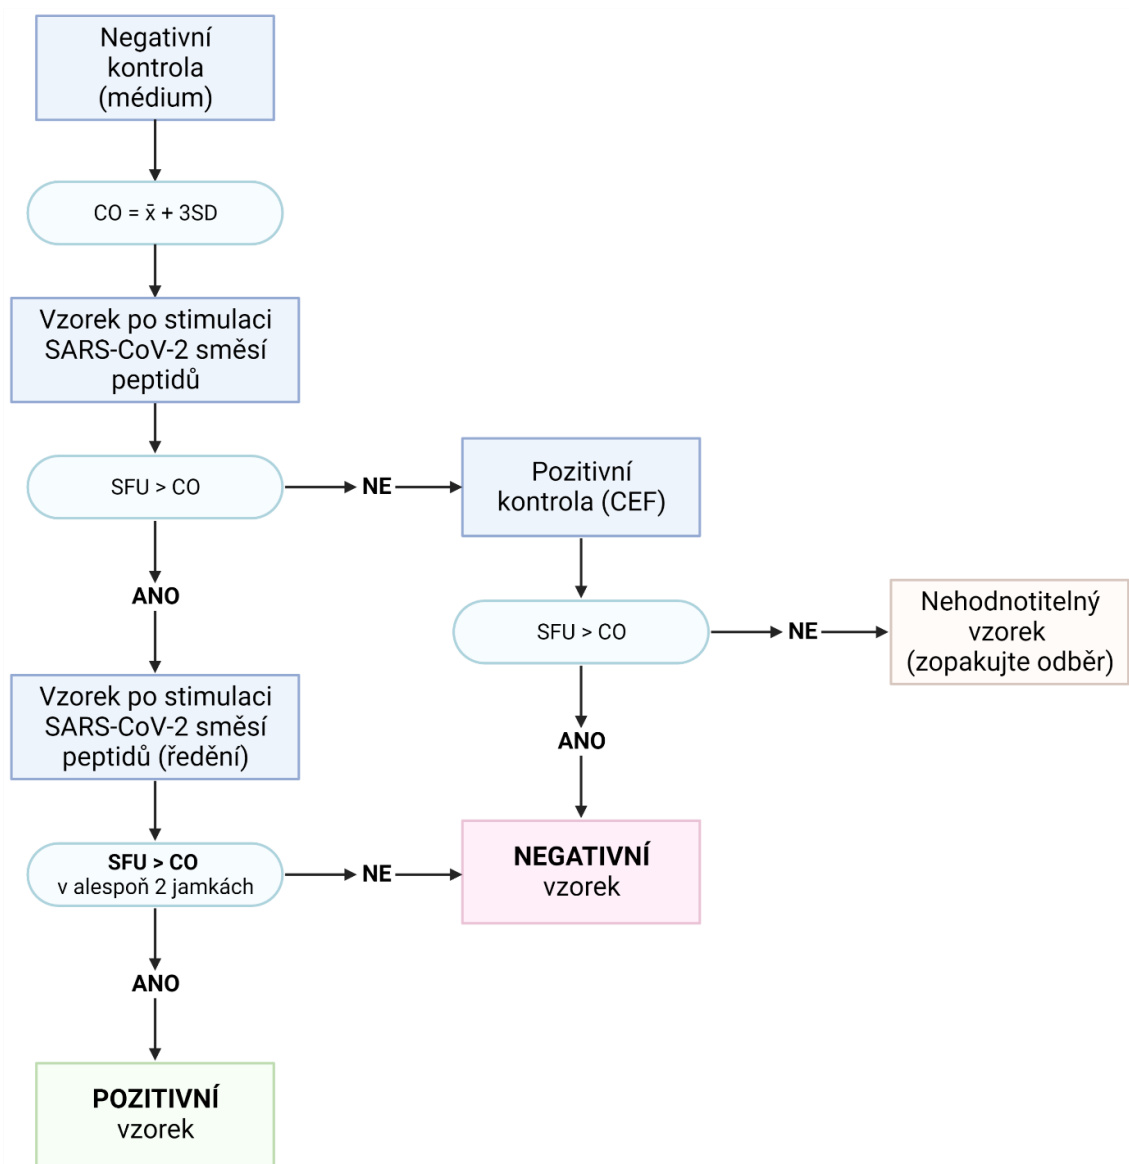 Negativní
kontrola
(médium)
CO = x̄ + 3SD
Vzorek po stimulaci
SARS-CoV-2 směsí
peptidů
SFU > CO
NE
Pozitivní
kontrola (CEF)
SFU > CO
NE
Nehodnotitelný
vzorek
(zopakujte odběr)
ANO
Vzorek po stimulaci
SARS-CoV-2 směsí
peptidů (ředění)
ANO
SFU > CO
v alespoň 2 jamkách
NE
NEGATIVNÍ
vzorek
ANO
POZITIVNÍ
vzorek